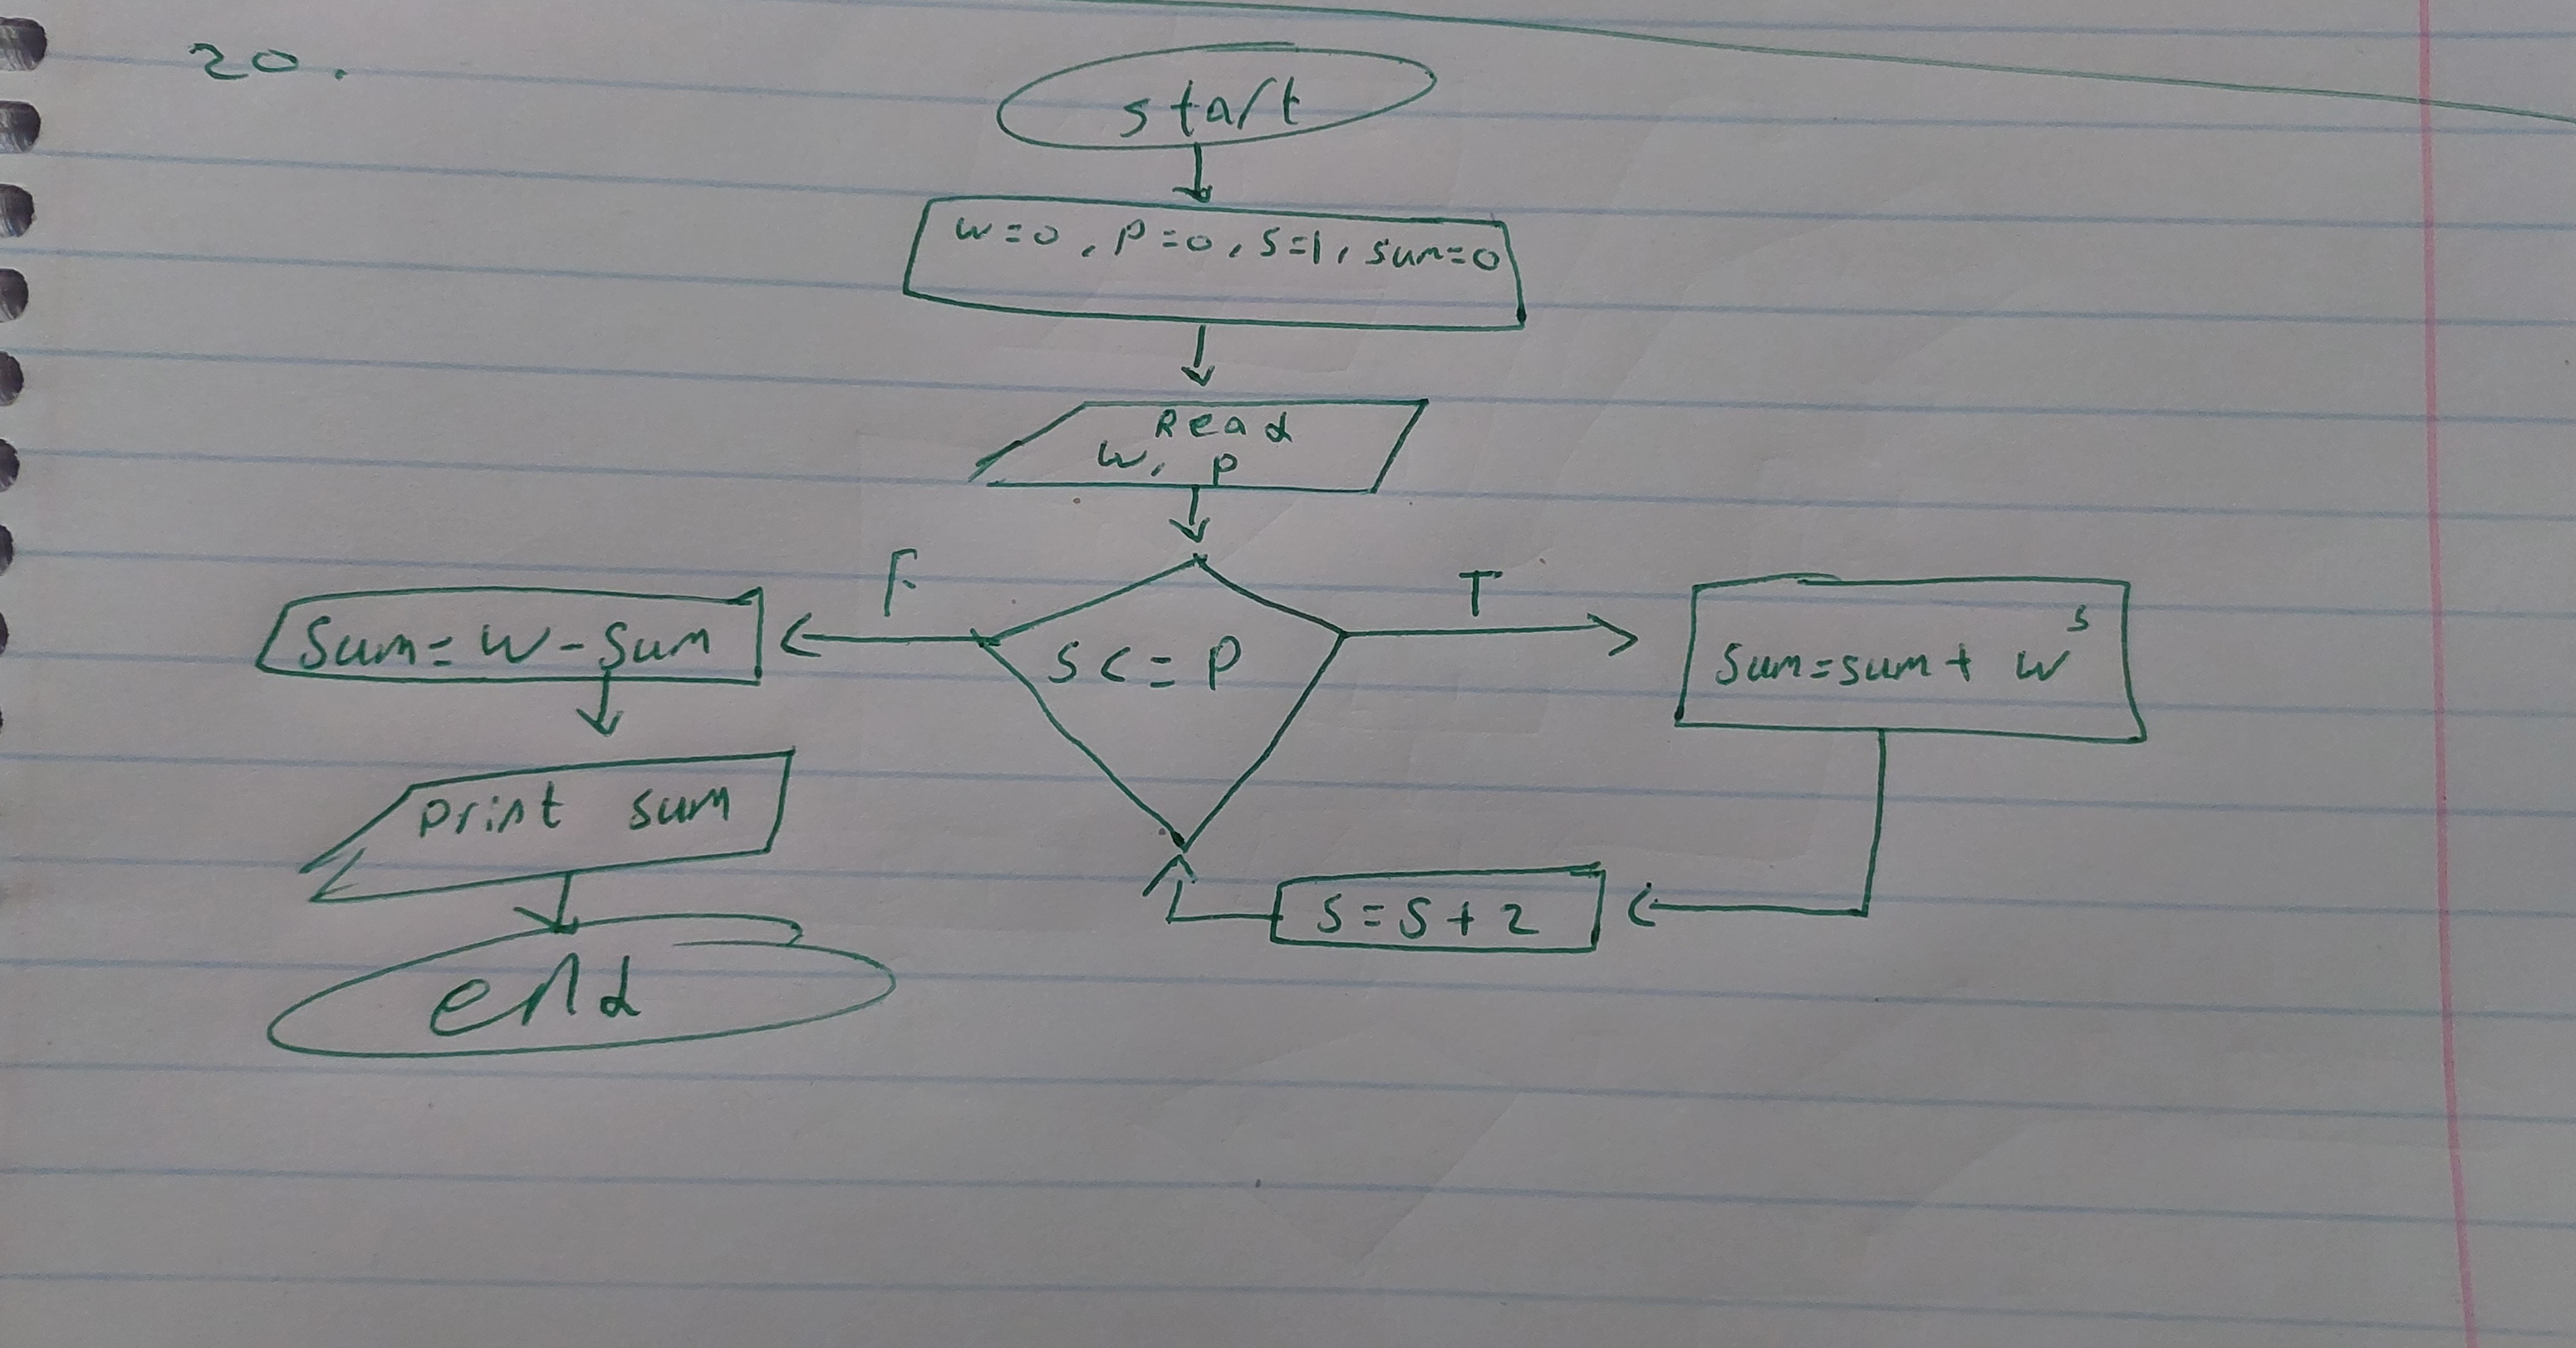 20.
start
w=0, p=0, s=1, sum=0
Read
w, p
F
T
s<=p
sum=w-sum
sum=sum+w^s
print sum
s=s+2
end